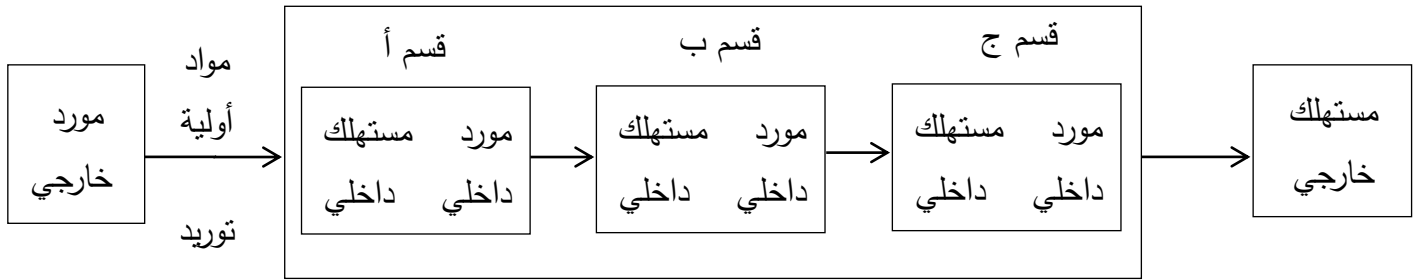 مورد
خارجي
مواد
أولية
توريد
قسم أ
مستهلك مورد
داخلي داخلي
قسم ب
مستهلك مورد
داخلي داخلي
قسم ج
مستهلك مورد
داخلي داخلي
مستهلك
خارجي